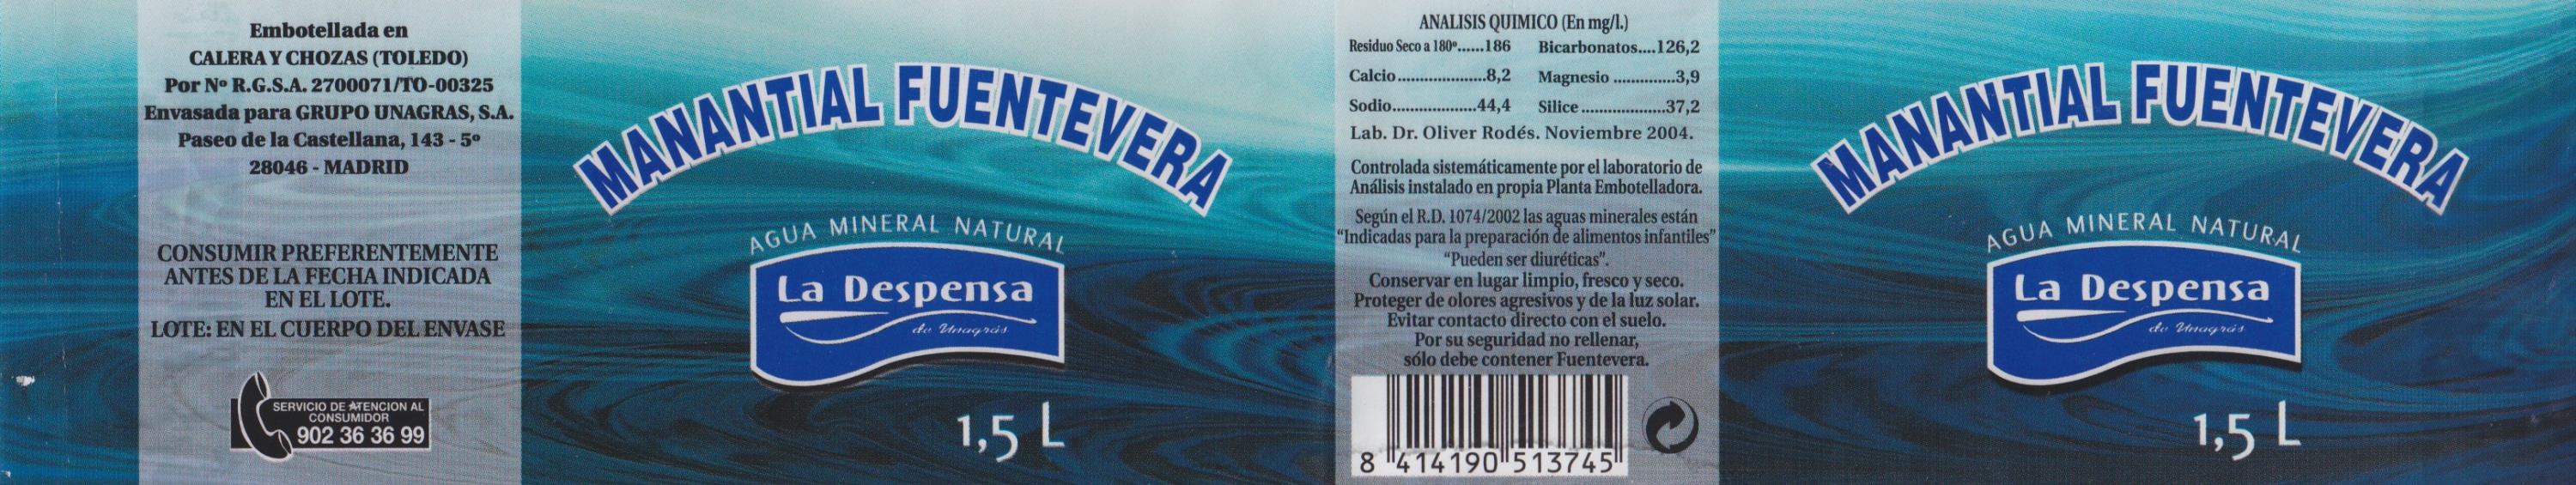 Embotellada en
CALERA Y CHOZAS (TOLEDO)
Por Nº R.G.S.A. 2700071/TO-00325
Envasada para GRUPO UNAGRAS, S.A.
Paseo de la Castellana, 143 - 5º
28046 - MADRID
CONSUMIR PREFERENTEMENTE
ANTES DE LA FECHA INDICADA
EN EL LOTE.
LOTE: EN EL CUERPO DEL ENVASE
SERVICIO DE ATENCION AL
CONSUMIDOR
902 36 36 99
MANANTIAL FUENTEVERA
AGUA MINERAL NATURAL
La Despensa
de Unagrás
1,5 L
ANALISIS QUIMICO (En mg/l.)
Residuo Seco a 180º......186 Bicarbonatos....126,2
Calcio...................8,2 Magnesio ..............3,9
Sodio..................44,4 Silice ...................37,2
Lab. Dr. Oliver Rodés. Noviembre 2004.
Controlada sistemáticamente por el laboratorio de
Análisis instalado en propia Planta Embotelladora.
Según el R.D. 1074/2002 las aguas minerales están
“Indicadas para la preparación de alimentos infantiles”
“Pueden ser diuréticas”.
Conservar en lugar limpio, fresco y seco.
Proteger de olores agresivos y de la luz solar.
Evitar contacto directo con el suelo.
Por su seguridad no rellenar,
sólo debe contener Fuentevera.
8 414190 513745
MANANTIAL FUENTEVERA
AGUA MINERAL NATURAL
La Despensa
de Unagrás
1,5 L